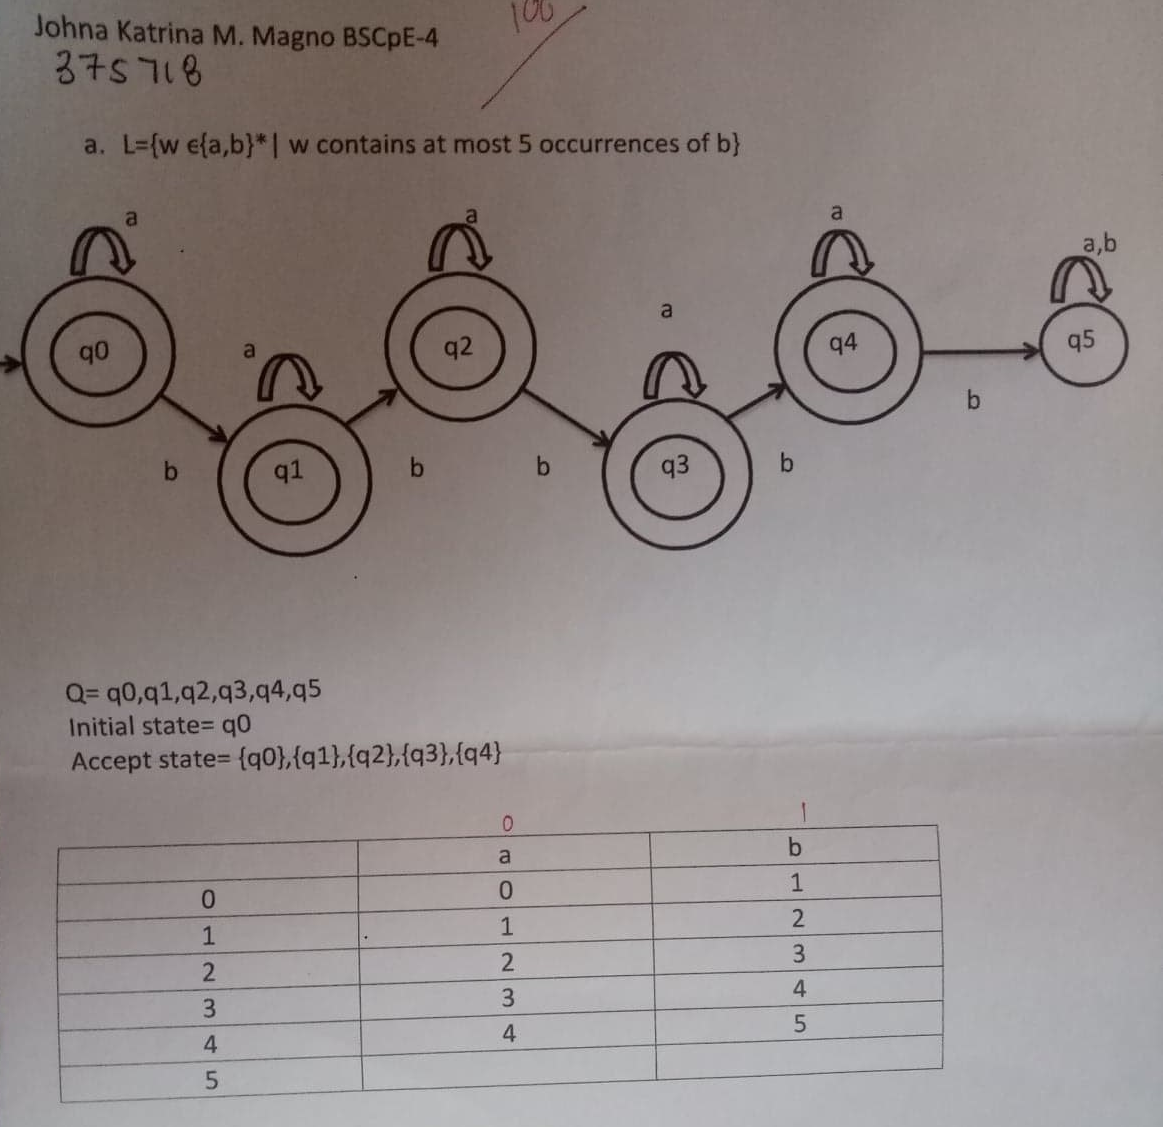 100
Johna Katrina M. Magno BSCpE-4
375718
a. L={w ϵ{a,b}*| w contains at most 5 occurrences of b}
a a a
a,b
a
a
q0 q2 q4 q5
b
q1 q3
b b b b
Q= q0,q1,q2,q3,q4,q5
Initial state= q0
Accept state= {q0},{q1},{q2},{q3},{q4}
0 1
a b
0 0 1
1 1 2
2 2 3
3 3 4
4 4 5
5